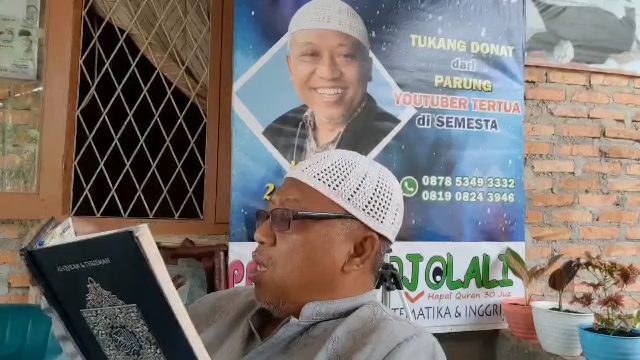 TUKANG DONAT
dari
PARUNG
YOUTUBER TERTUA
di SEMESTA
0878 5349 3332
0819 0824 3946
OJOLALI
Hapal Quran 30 Juz
TEMATIKA & INGGRI
AL-QUR'AN & TERJEMAH